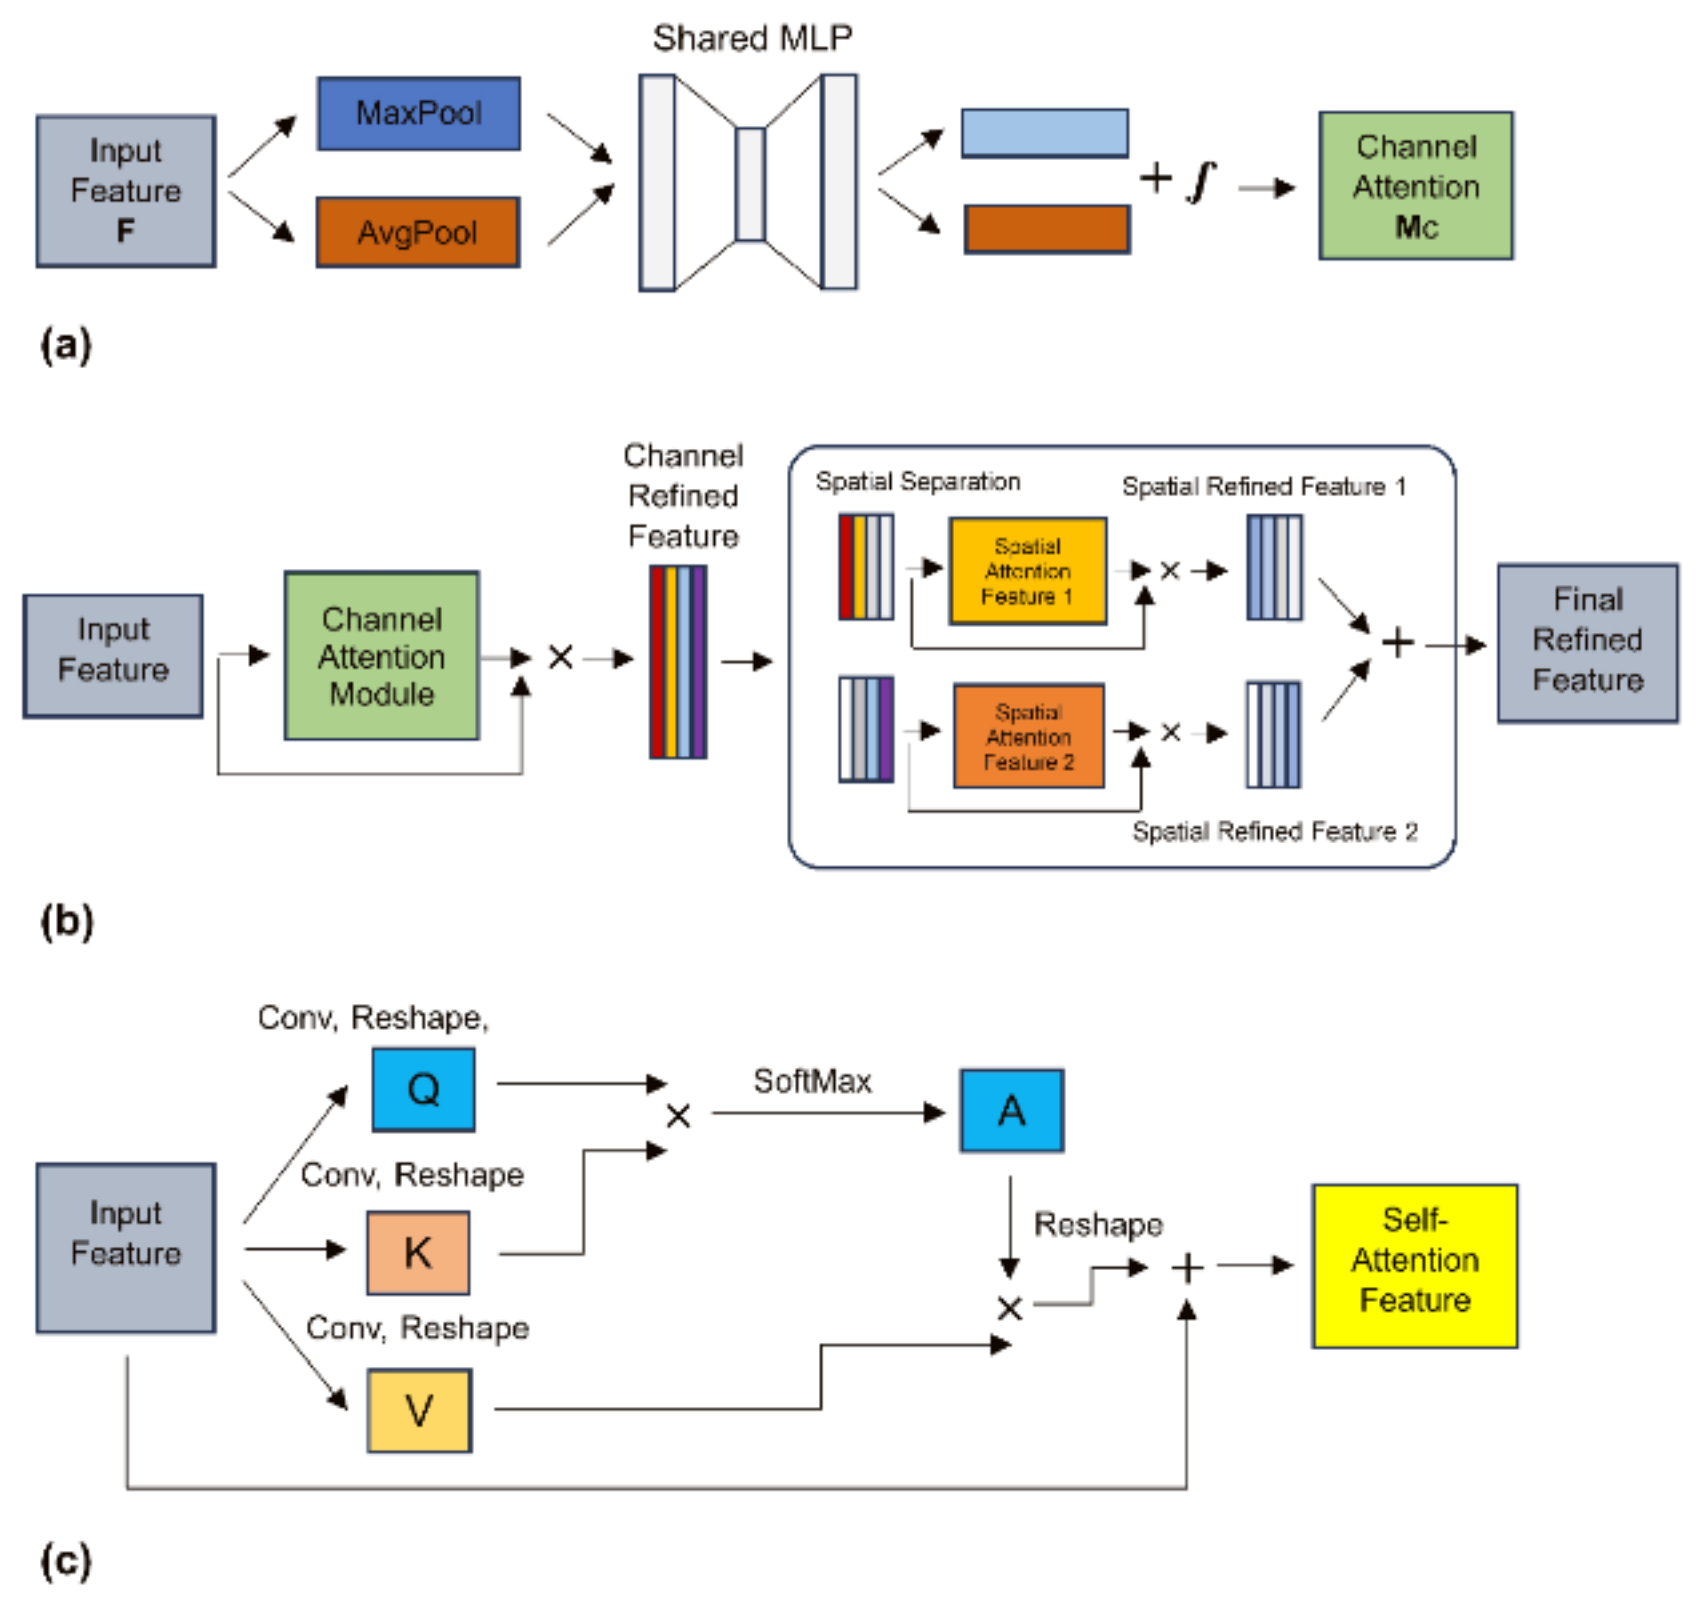 Shared MLP
MaxPool
Input
Feature
F
AvgPool
+ ∫
Channel
Attention
Mc
(a)
Channel
Refined
Feature
Spatial Separation
Spatial Refined Feature 1
Spatial
Attention
Feature 1
×
Input
Feature
Channel
Attention
Module
×
+
Final
Refined
Feature
Spatial
Attention
Feature 2
×
Spatial Refined Feature 2
(b)
Conv, Reshape,
Q
×
SoftMax
A
Conv, Reshape
Input
Feature
K
Reshape
×
+
Self-
Attention
Feature
Conv, Reshape
V
(c)